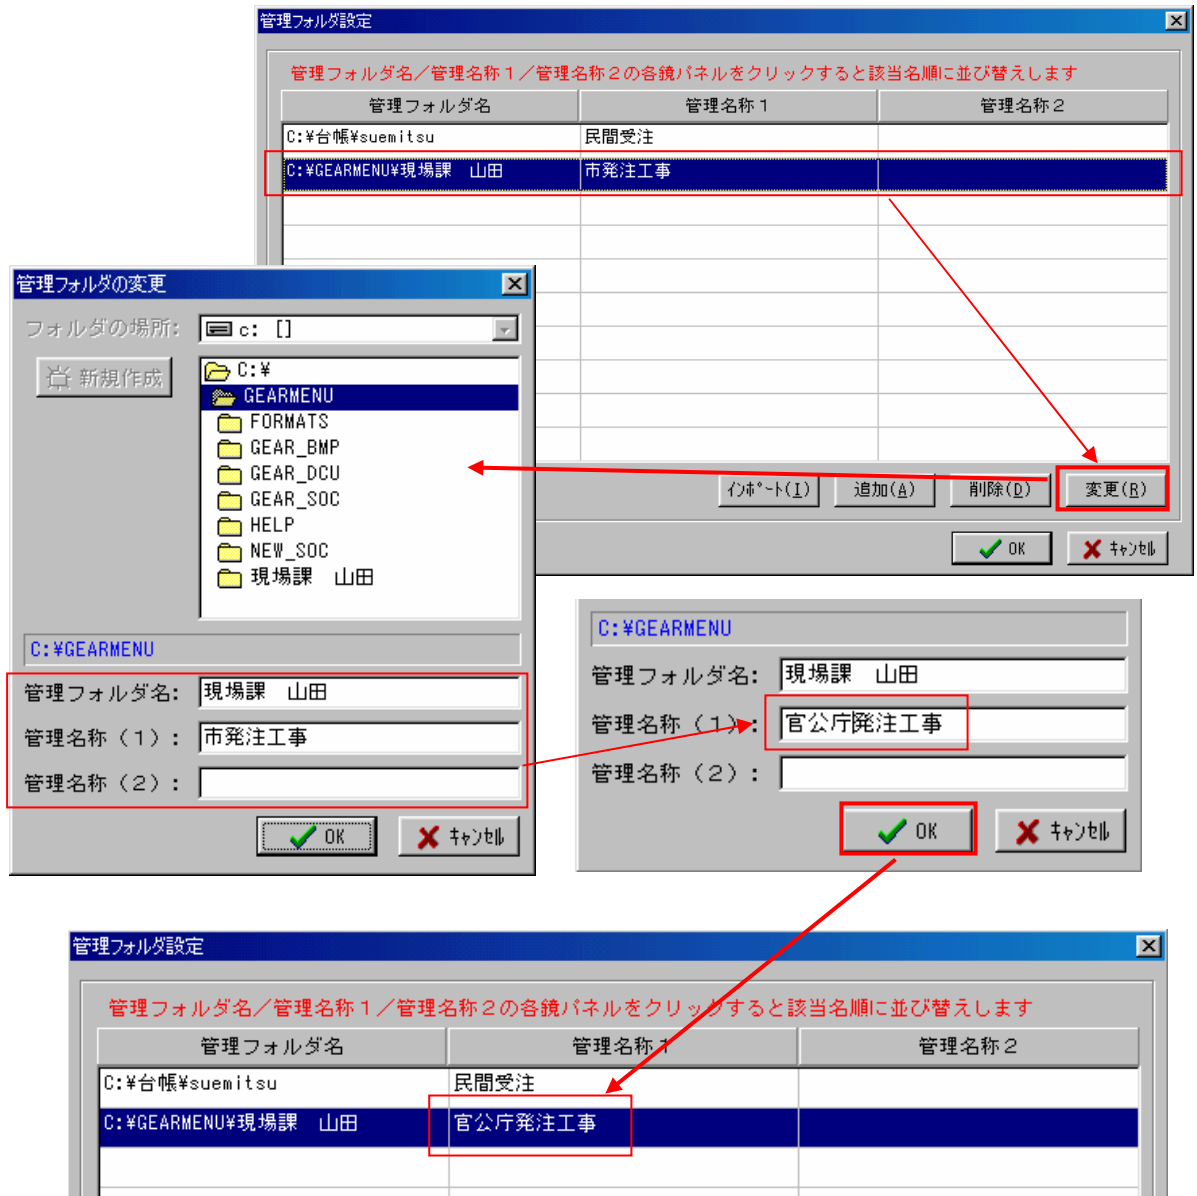 管理フォルダ設定
管理フォルダ名／管理名称１／管理名称２の各鏡パネルをクリックすると該当名順に並び替えします
管理フォルダ名 管理名称１ 管理名称２
C:¥台帳¥suemitsu 民間受注
C:¥GEARMENU¥現場課　山田 市発注工事
ｲﾝﾎﾟｰﾄ(I) 追加(A) 削除(D) 変更(R)
OK ｷｬﾝｾﾙ
管理フォルダの変更
フォルダの場所: c: []
新規作成
C:¥
GEARMENU
FORMATS
GEAR_BMP
GEAR_DCU
GEAR_SOC
HELP
NEW_SOC
現場課　山田
C:¥GEARMENU
管理フォルダ名: 現場課　山田
管理名称（１）: 市発注工事
管理名称（２）:
OK ｷｬﾝｾﾙ
C:¥GEARMENU
管理フォルダ名: 現場課　山田
管理名称（１）: 官公庁発注工事
管理名称（２）:
OK ｷｬﾝｾﾙ
管理フォルダ設定
管理フォルダ名／管理名称１／管理名称２の各鏡パネルをクリックすると該当名順に並び替えします
管理フォルダ名 管理名称１ 管理名称２
C:¥台帳¥suemitsu 民間受注
C:¥GEARMENU¥現場課　山田 官公庁発注工事